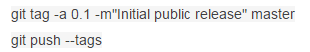 git tag -a 0.1 -m"Initial public release" master
git push --tags